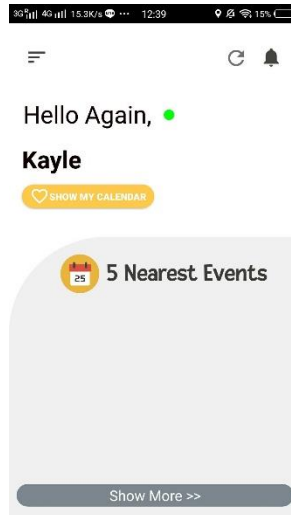 3G 4G 15.3K/s ··· 12:39 15%
Hello Again,
Kayle
SHOW MY CALENDAR
25 5 Nearest Events
Show More >>